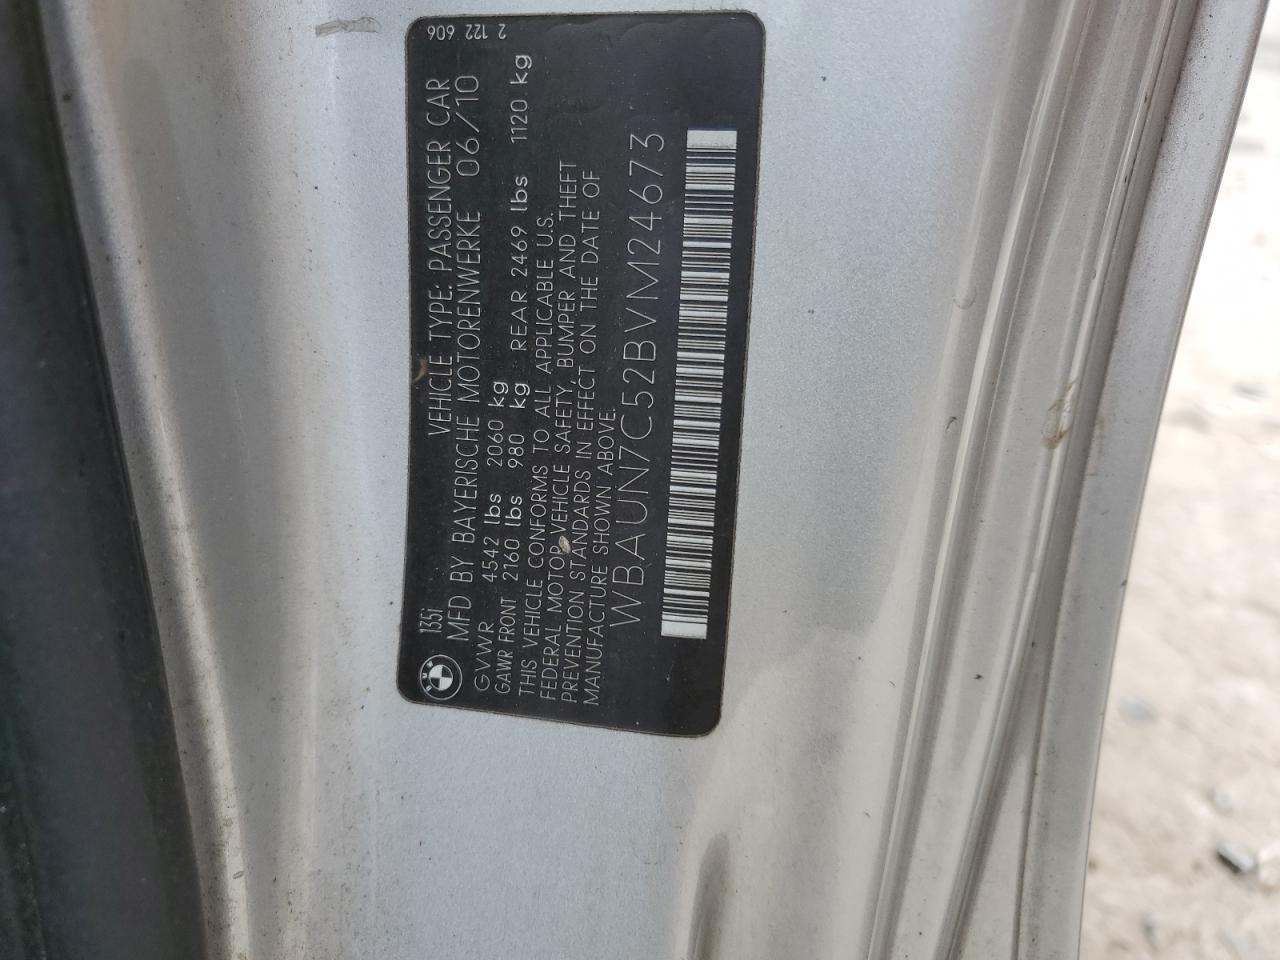 135i VEHICLE TYPE: PASSENGER CAR 2 122 606
MFD BY BAYERISCHE MOTORENWERKE 06/10
GVWR 4542 lbs 2060 kg
GAWR FRONT 2160 lbs 980 kg REAR 2469 lbs 1120 kg
THIS VEHICLE CONFORMS TO ALL APPLICABLE U.S.
FEDERAL MOTOR VEHICLE SAFETY, BUMPER AND THEFT
PREVENTION STANDARDS IN EFFECT ON THE DATE OF
MANUFACTURE SHOWN ABOVE.
WBAUN7C52BVM24673